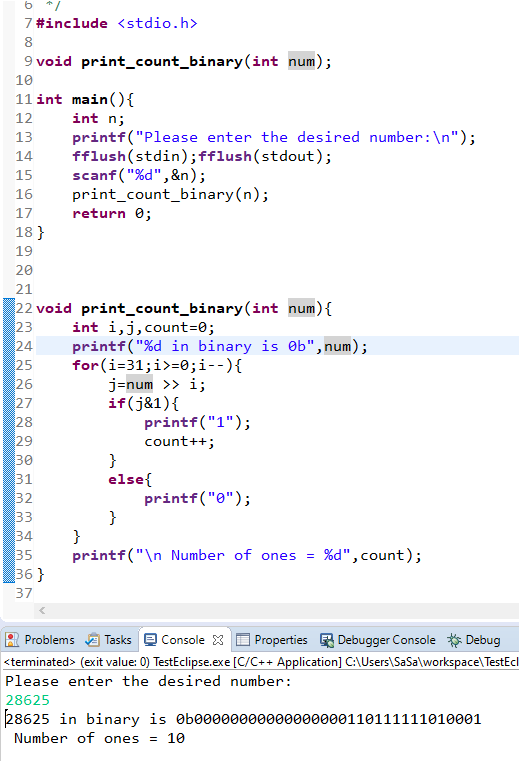 6 */
7 #include <stdio.h>
8
9 void print_count_binary(int num);
10
11 int main(){
12 int n;
13 printf("Please enter the desired number:\n");
14 fflush(stdin);fflush(stdout);
15 scanf("%d",&n);
16 print_count_binary(n);
17 return 0;
18 }
19
20
21
22 void print_count_binary(int num){
23 int i,j,count=0;
24 printf("%d in binary is 0b",num);
25 for(i=31;i>=0;i--){
26 j=num >> i;
27 if(j&1){
28 printf("1");
29 count++;
30 }
31 else{
32 printf("0");
33 }
34 }
35 printf("\n Number of ones = %d",count);
36 }
37
Problems Tasks Console Properties Debugger Console Debug
<terminated> (exit value: 0) TestEclipse.exe [C/C++ Application] C:\Users\SaSa\workspace\TestEcl
Please enter the desired number:
28625
28625 in binary is 0b00000000000000000110111111010001
Number of ones = 10